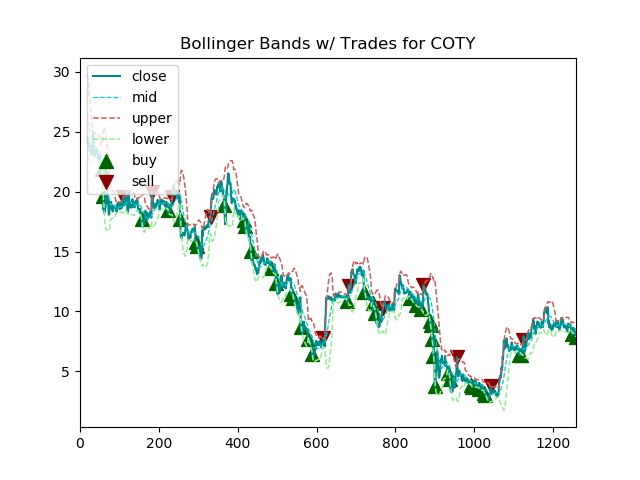 Bollinger Bands w/ Trades for COTY
30
25
20
15
10
5
close
mid
upper
lower
buy
sell
0 200 400 600 800 1000 1200